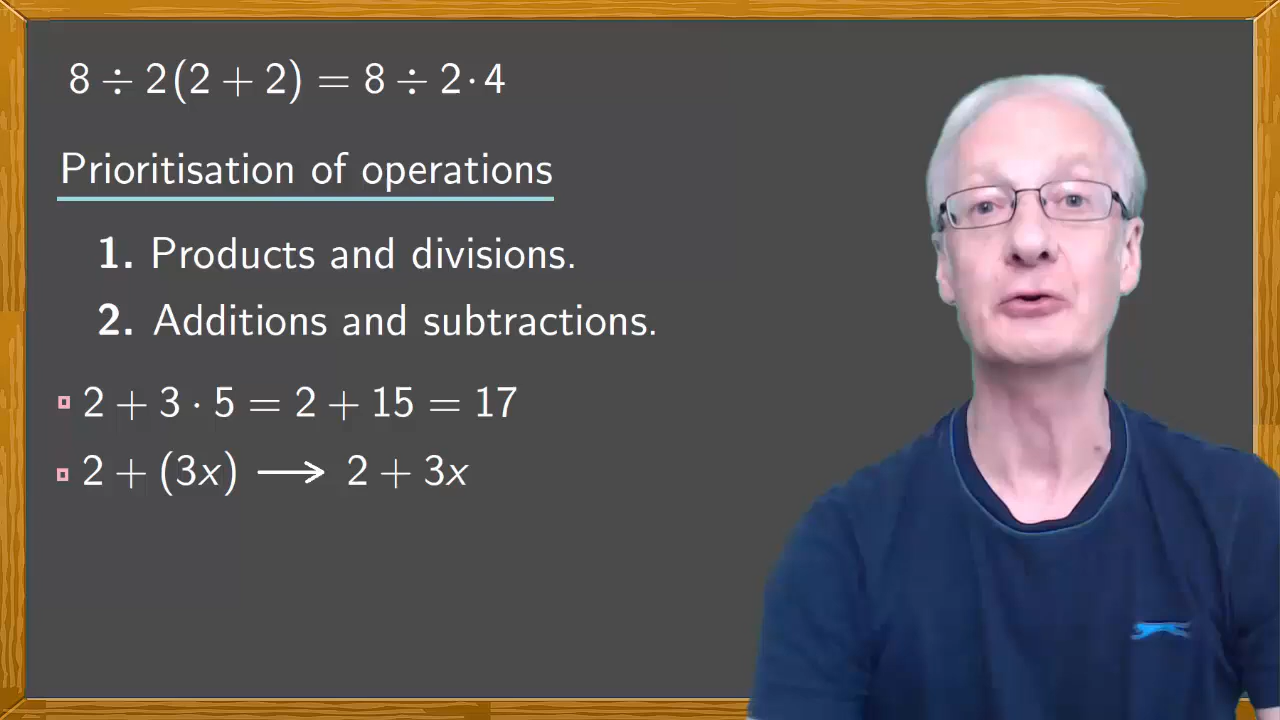 8 ÷ 2(2 + 2) = 8 ÷ 2 · 4
Prioritisation of operations
1. Products and divisions.
2. Additions and subtractions.
2 + 3 · 5 = 2 + 15 = 17
2 + (3x) ⟶ 2 + 3x